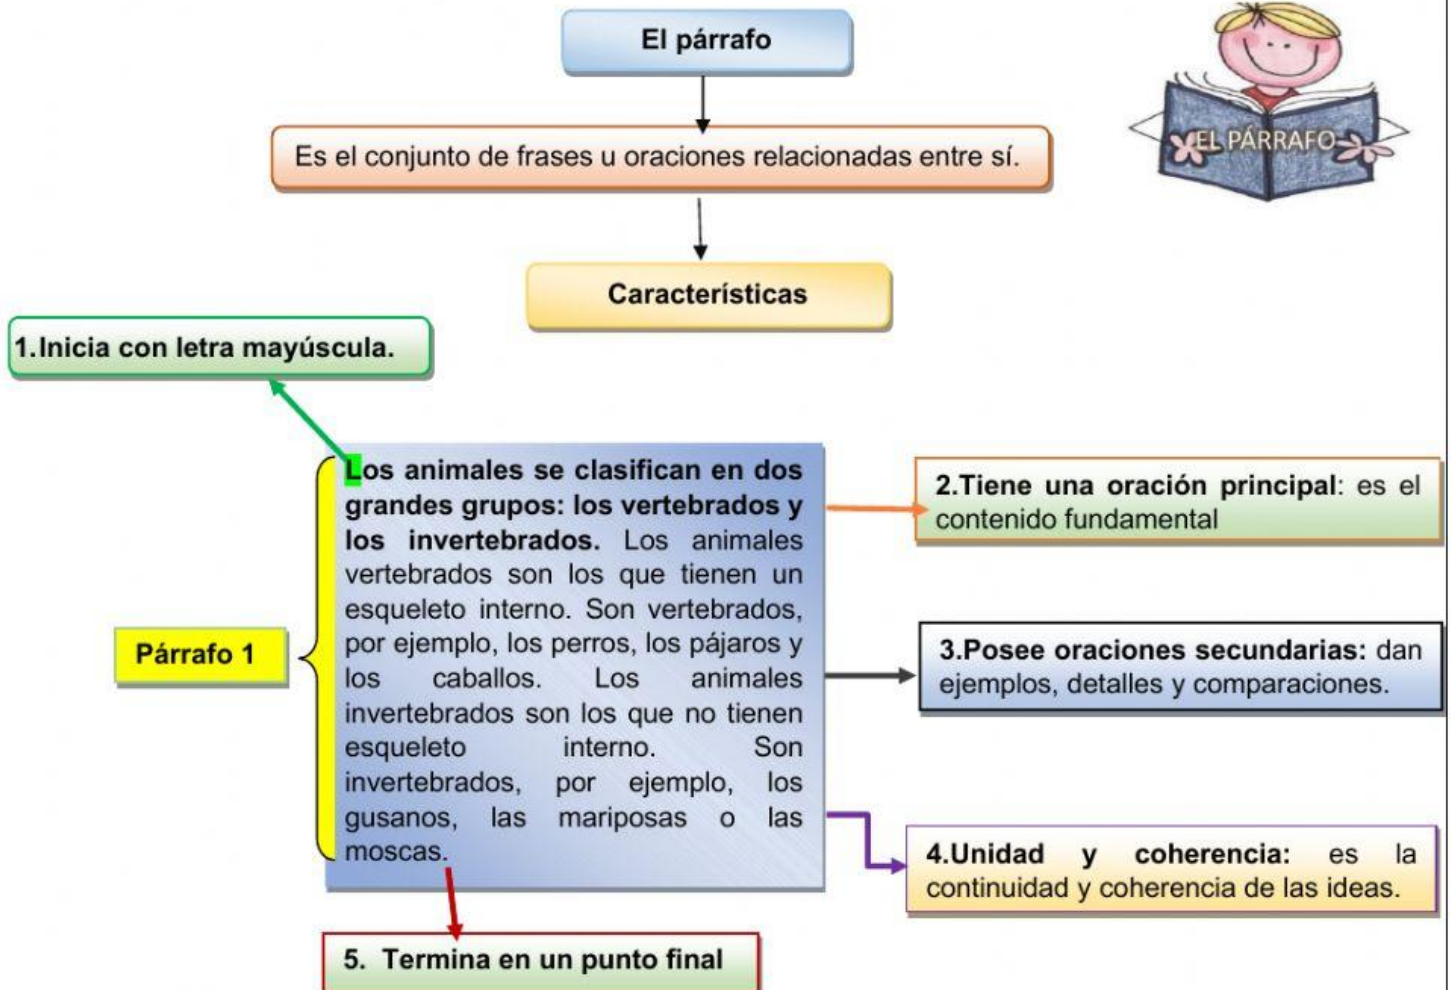 El párrafo
EL PÁRRAFO
Es el conjunto de frases u oraciones relacionadas entre sí.
Características
1.Inicia con letra mayúscula.
Los animales se clasifican en dos
grandes grupos: los vertebrados y
los invertebrados. Los animales
vertebrados son los que tienen un
esqueleto interno. Son vertebrados,
por ejemplo, los perros, los pájaros y
los caballos. Los animales
invertebrados son los que no tienen
esqueleto interno. Son
invertebrados, por ejemplo, los
gusanos, las mariposas o las
moscas.
Párrafo 1
2.Tiene una oración principal: es el
contenido fundamental
3.Posee oraciones secundarias: dan
ejemplos, detalles y comparaciones.
4.Unidad y coherencia: es la
continuidad y coherencia de las ideas.
5. Termina en un punto final